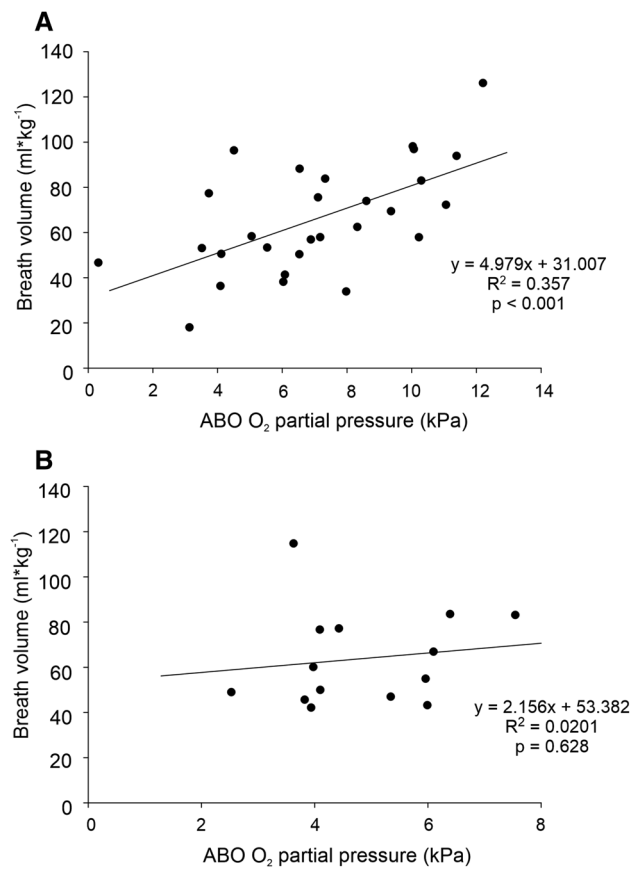 A
140
120
100
80
60
40
20
0
Breath volume (ml*kg⁻¹)
y = 4.979x + 31.007
R² = 0.357
p < 0.001
0 2 4 6 8 10 12 14
ABO O₂ partial pressure (kPa)
B
140
120
100
80
60
40
20
0
Breath volume (ml*kg⁻¹)
y = 2.156x + 53.382
R² = 0.0201
p = 0.628
0 2 4 6 8
ABO O₂ partial pressure (kPa)